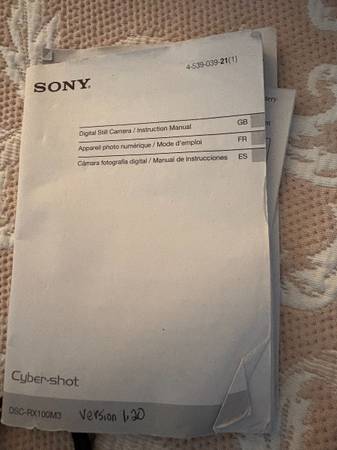 4-539-039-21(1)
SONY
Digital Still Camera / Instruction Manual GB
Appareil photo numérique / Mode d'emploi FR
Cámara fotografía digital / Manual de instrucciones ES
Cyber-shot
DSC-RX100M3 Version 1.20